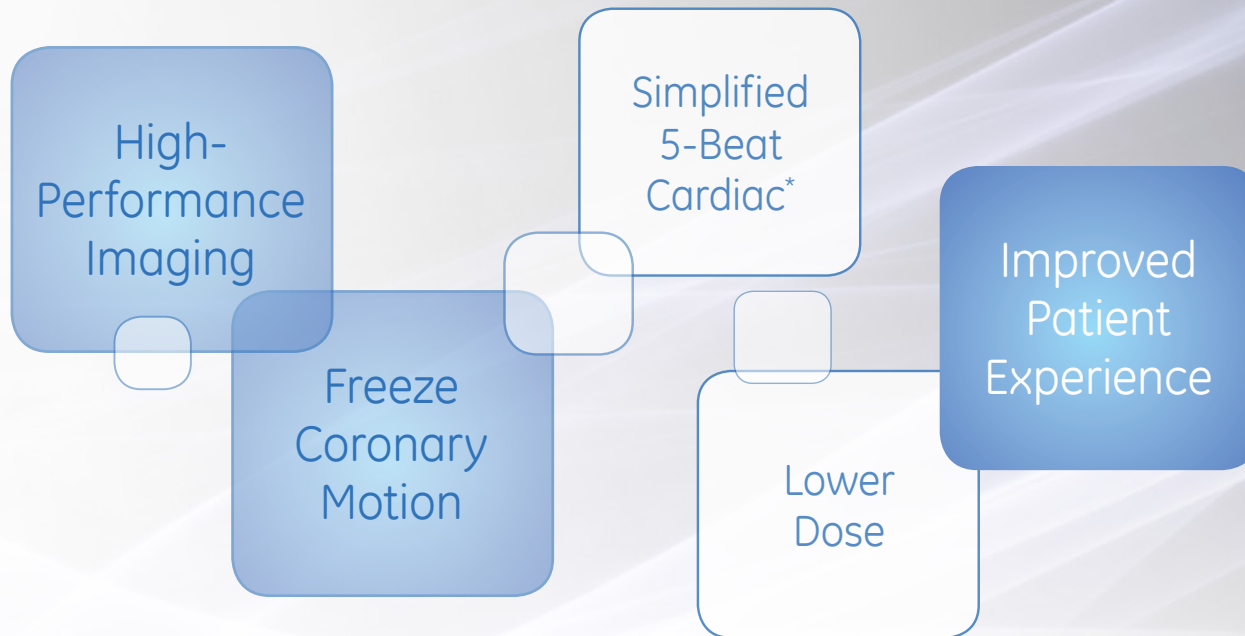 High-
Performance
Imaging
Freeze
Coronary
Motion
Simplified
5-Beat
Cardiac*
Lower
Dose
Improved
Patient
Experience